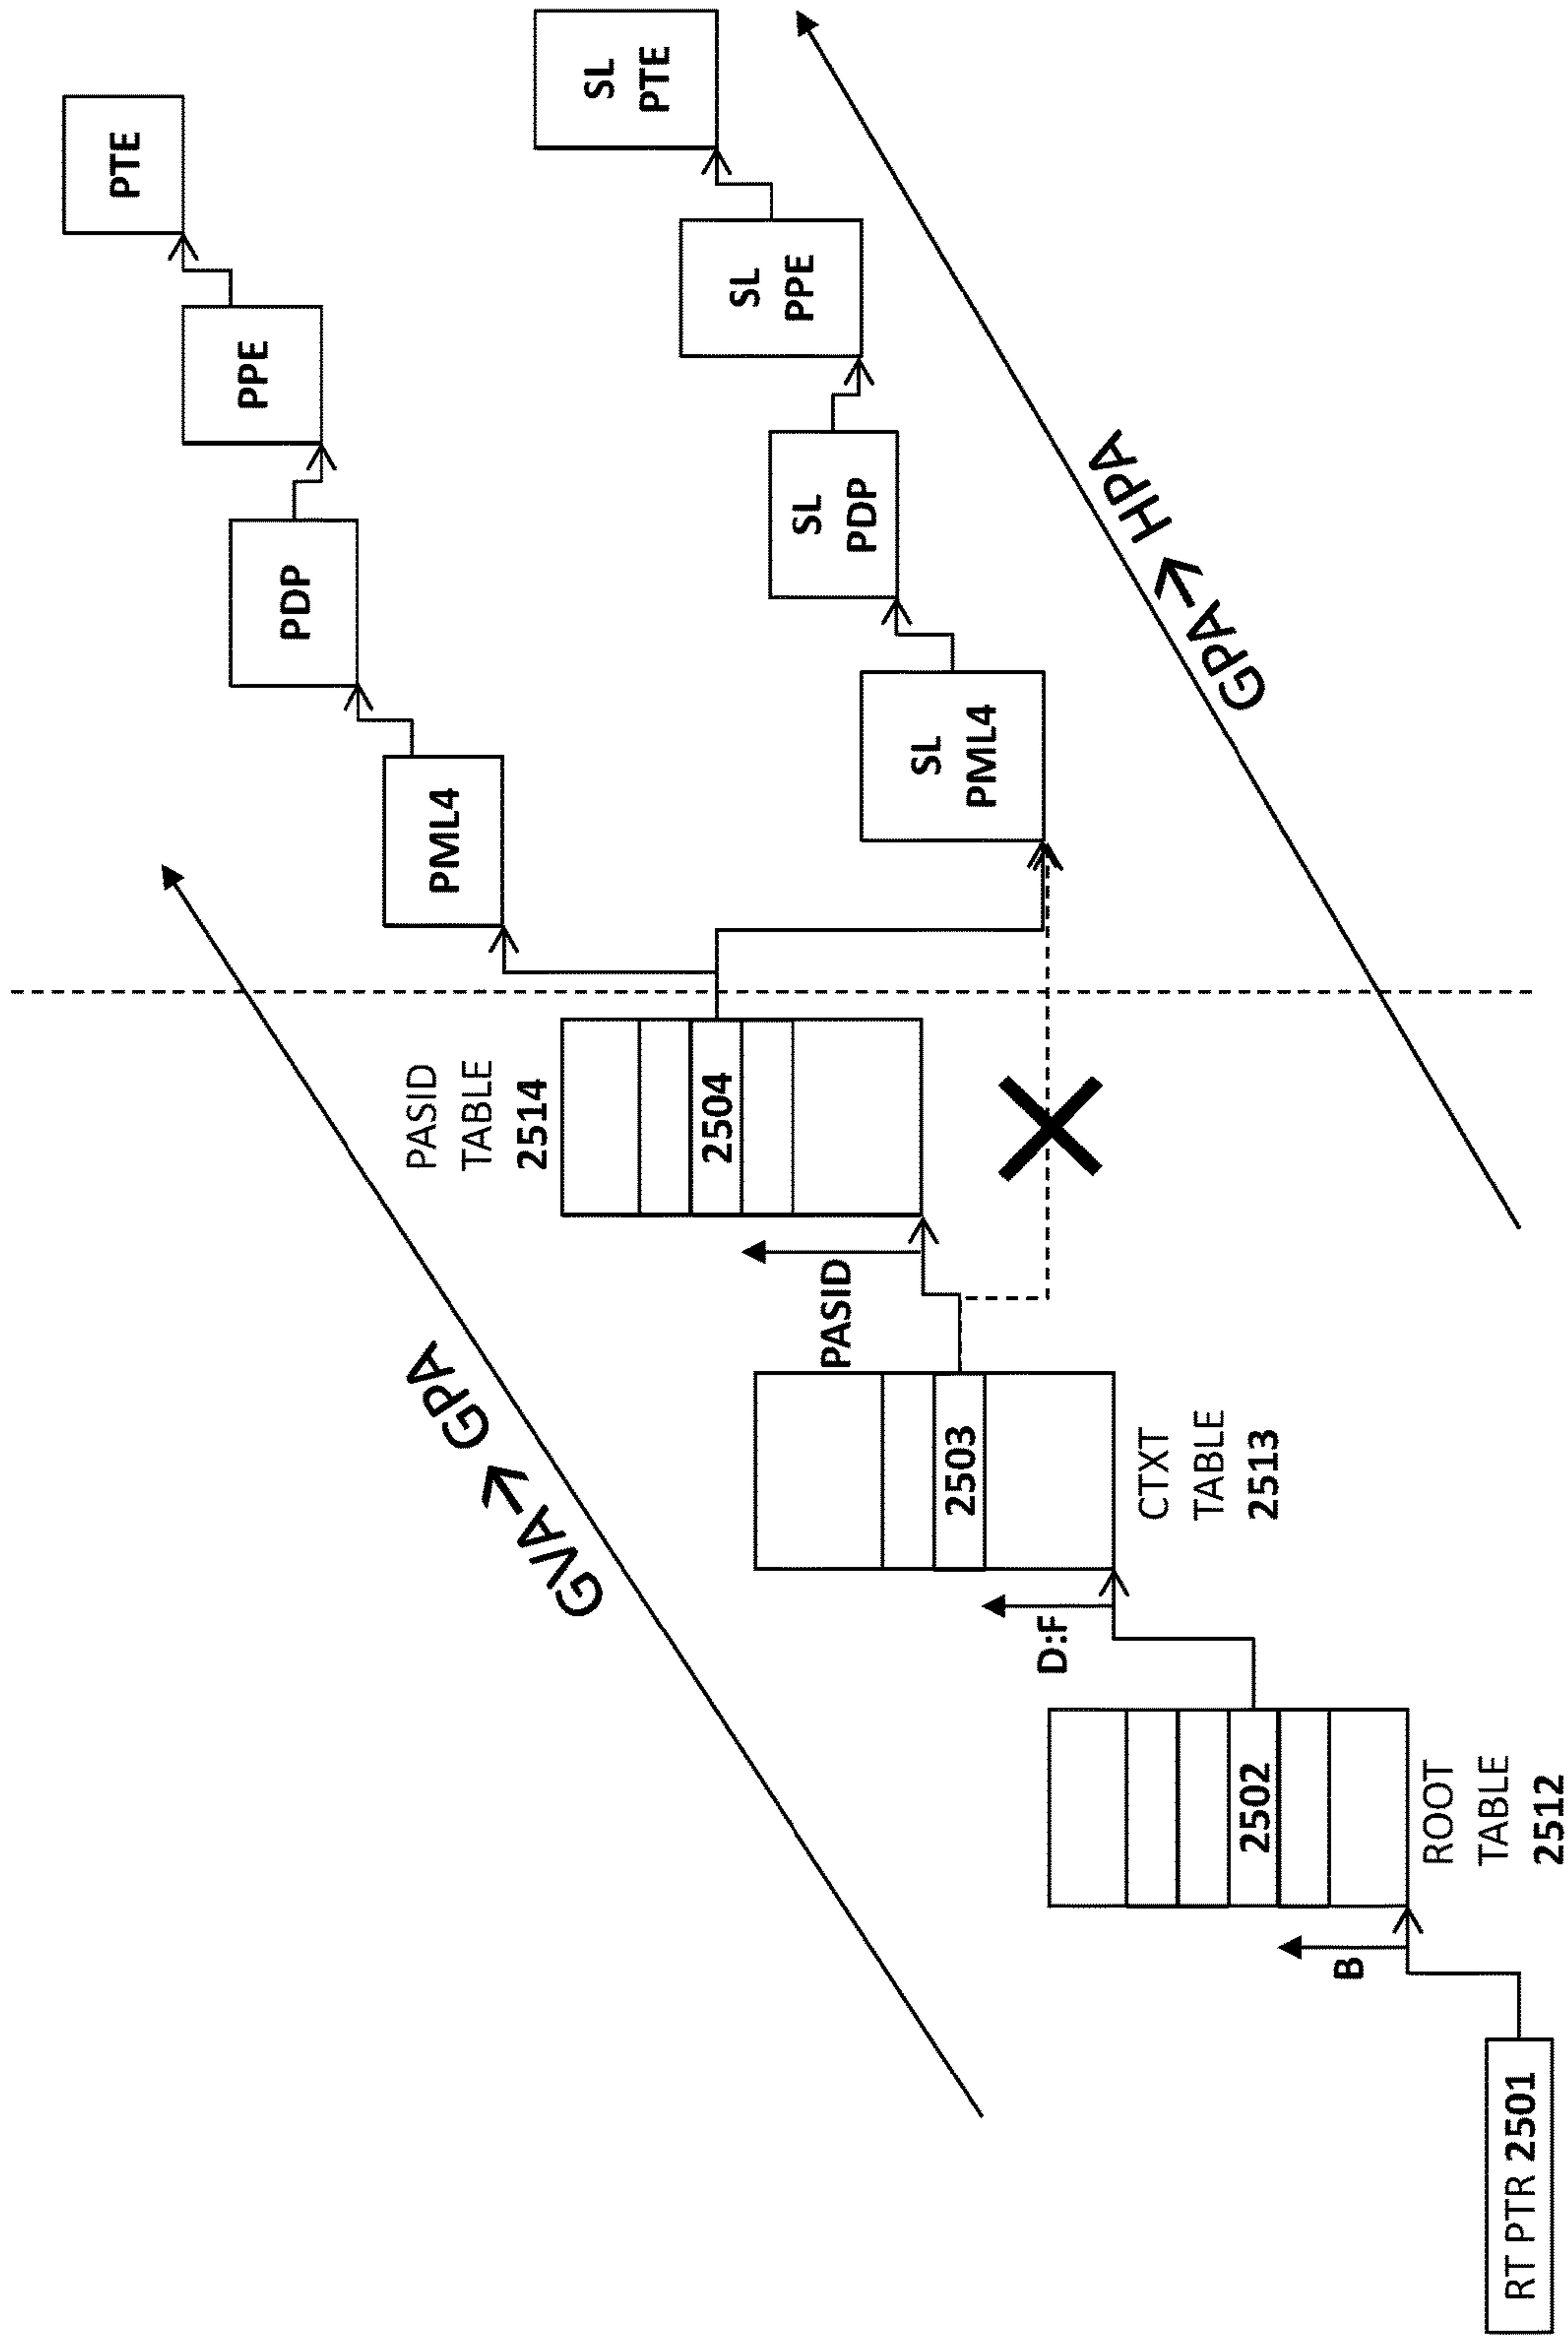 RT PTR 2501
B
ROOT
TABLE
2512
2502
D:F
CTXT
TABLE
2513
2503
PASID
PASID
TABLE
2514
2504
GVA→GPA
PML4
PDP
PPE
PTE
SL
PML4
SL
PDP
SL
PPE
SL
PTE
GPA→HPA